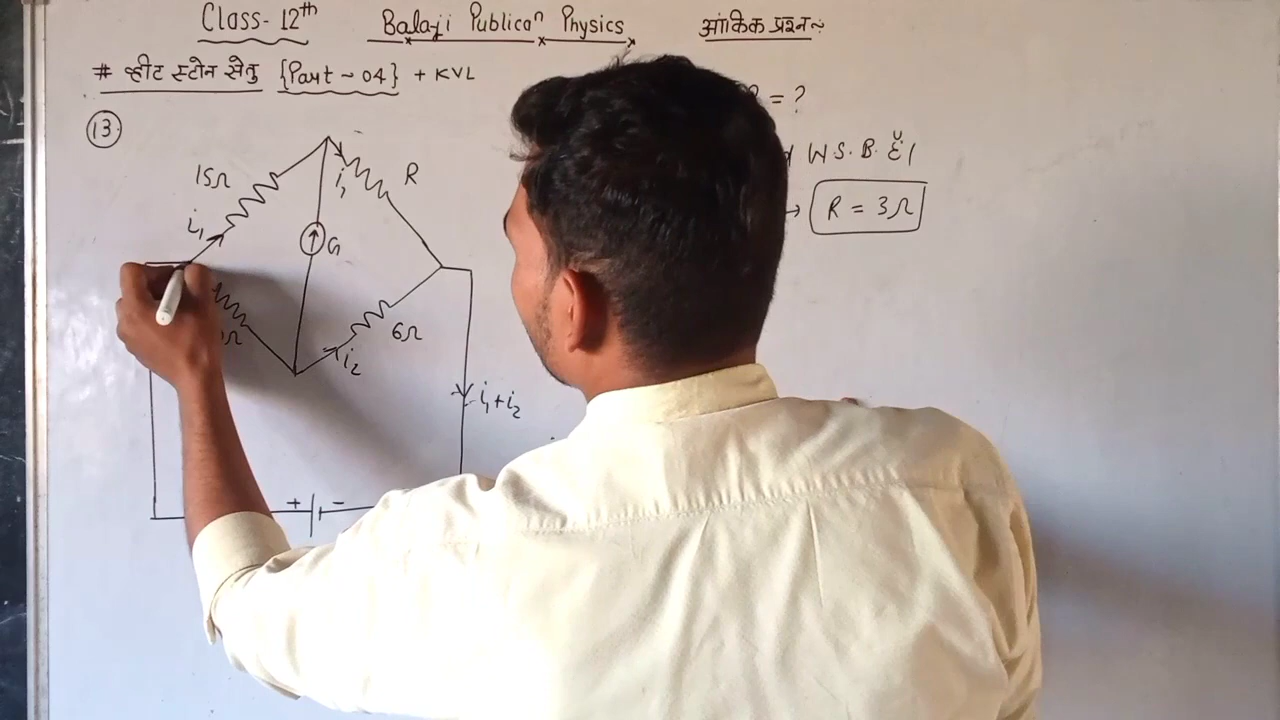 Class- 12th Balaji Publicaⁿ Physics आंकिक प्रश्न~
# व्हीट स्टोन सेतु {Part ~ 04} + KVL
= ?
13.
W S. B. है।
15Ω
R
i₁
R = 3Ω
i₁
G
6Ω
i₂
i₁+i₂
+ -